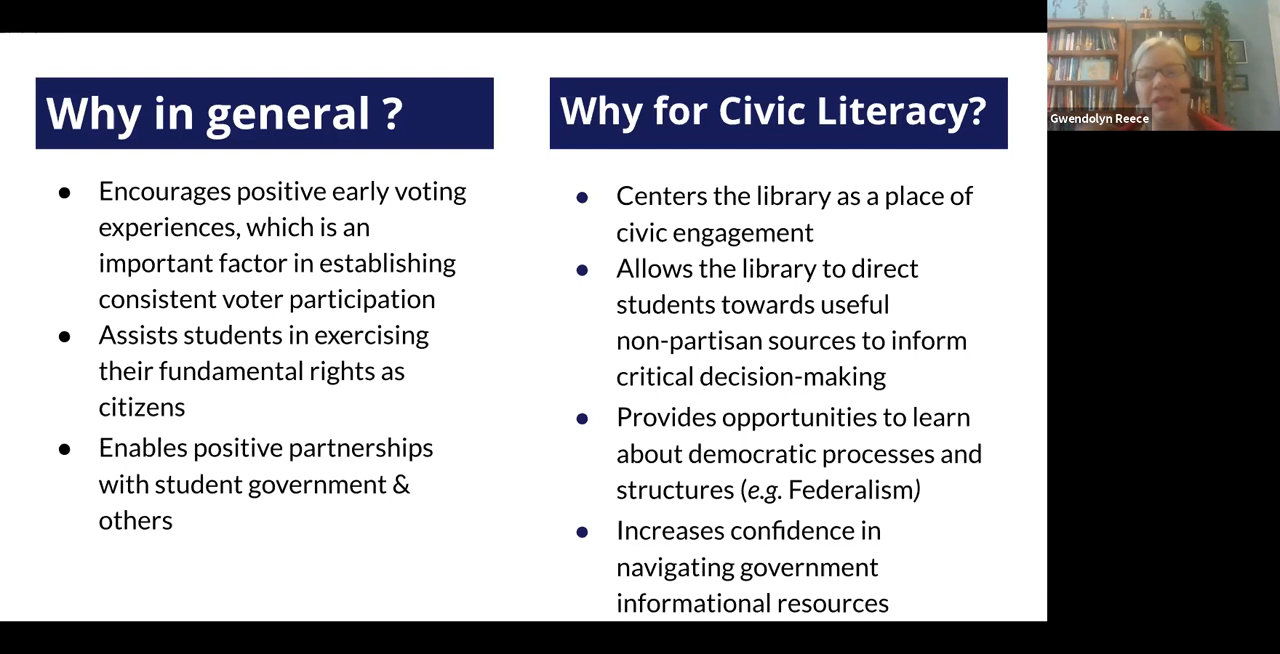 Why in general ?
Encourages positive early voting
experiences, which is an
important factor in establishing
consistent voter participation
Assists students in exercising
their fundamental rights as
citizens
Enables positive partnerships
with student government &
others
Why for Civic Literacy?
Centers the library as a place of
civic engagement
Allows the library to direct
students towards useful
non-partisan sources to inform
critical decision-making
Provides opportunities to learn
about democratic processes and
structures (e.g. Federalism)
Increases confidence in
navigating government
informational resources
Gwendolyn Reece